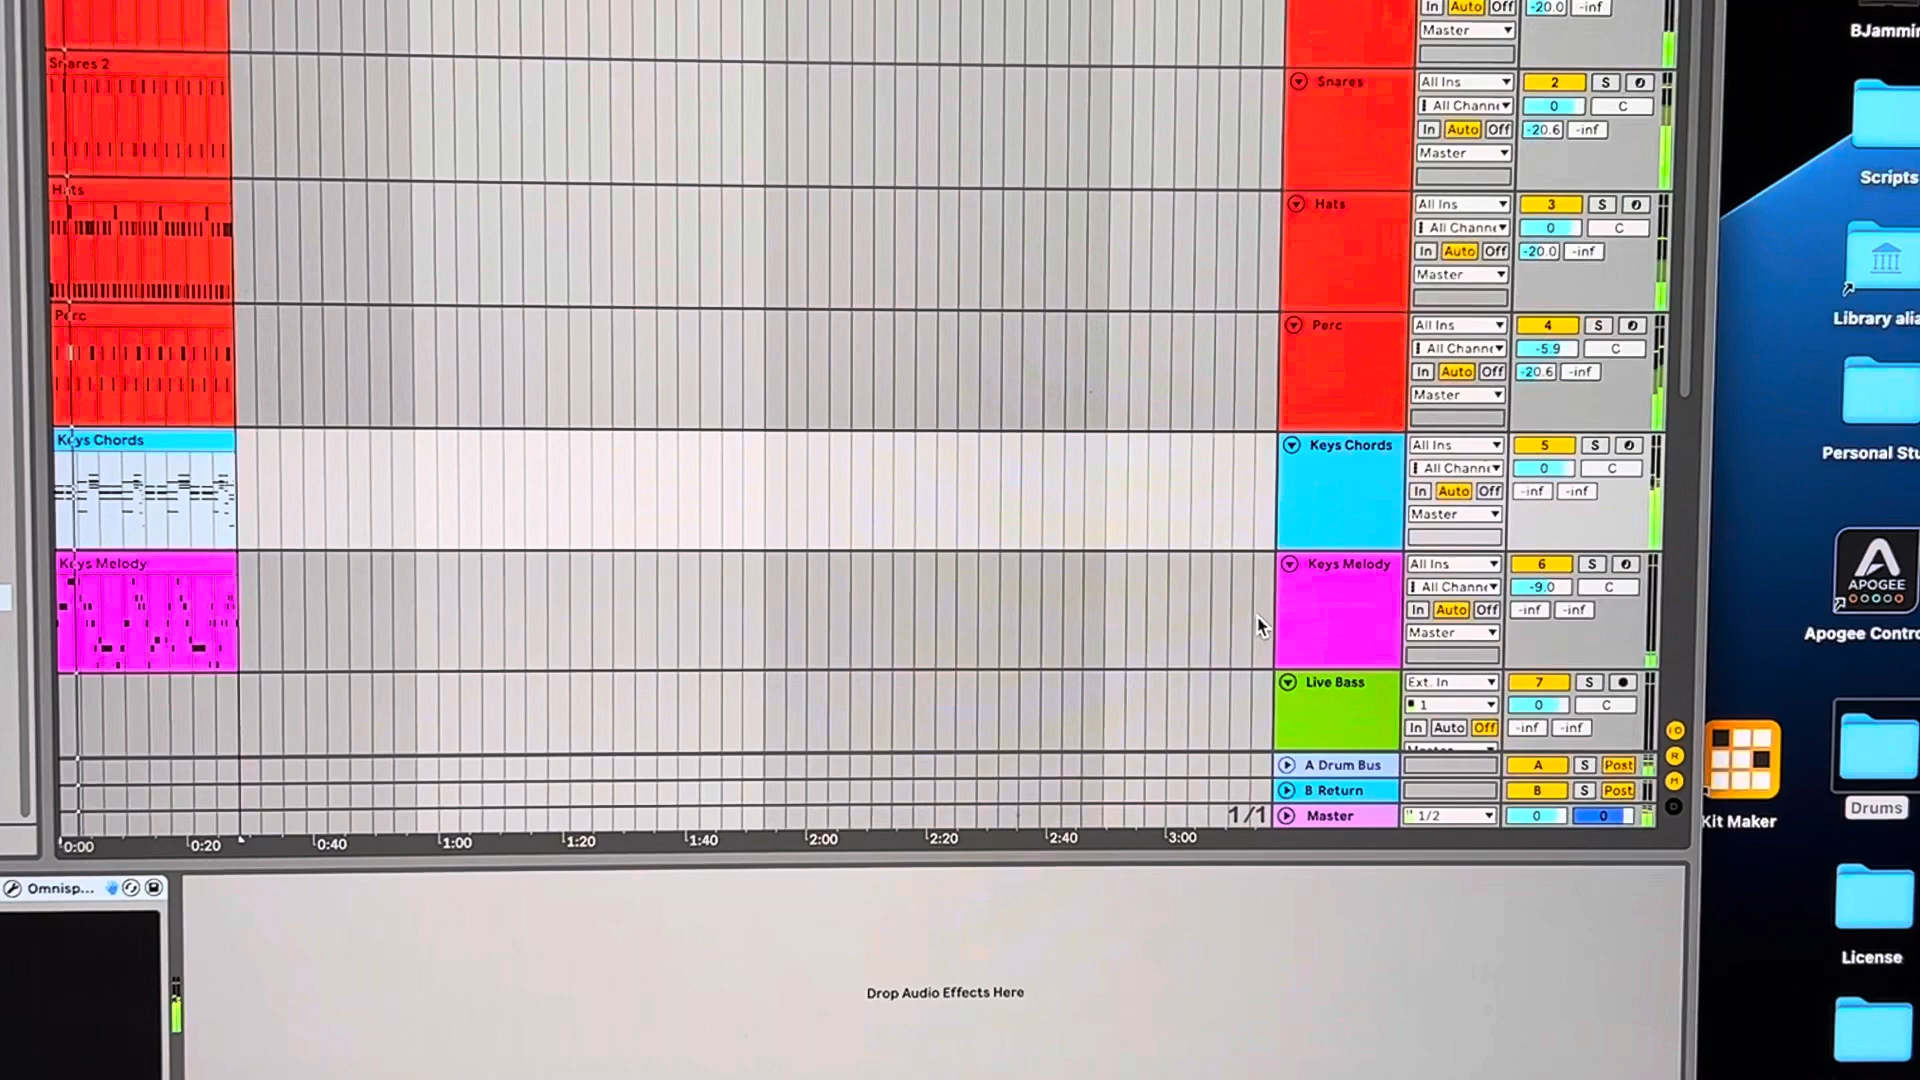 In Auto Off -20.0 -inf
Master
BJammin
Snares 2
Snares All Ins 2 S
All Channe 0 C
In Auto Off -20.6 -inf
Master
Scripts
Hats
Hats All Ins 3 S
All Channe 0 C
In Auto Off -20.0 -inf
Master
Library alia
Perc
Perc All Ins 4 S
All Channe -5.9 C
In Auto Off -20.6 -inf
Master
Personal Stu
Keys Chords
Keys Chords All Ins 5 S
All Channe 0 C
In Auto Off -inf -inf
Master
Keys Melody
Keys Melody All Ins 6 S
All Channe -9.0 C
In Auto Off -inf -inf
Master
APOGEE
Apogee Contro
Live Bass Ext. In 7 S
1 0 C
In Auto Off -inf -inf
A Drum Bus A S Post
B Return B S Post
1/1 Master 1/2 0 0
R
M
D
Drums
Kit Maker
0:00 0:20 0:40 1:00 1:20 1:40 2:00 2:20 2:40 3:00
Omnisp...
License
Drop Audio Effects Here